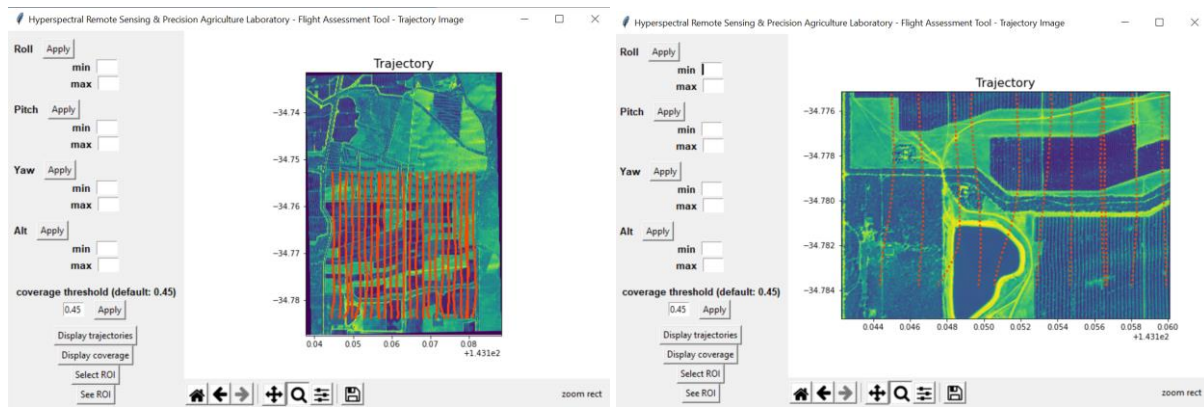 Hyperspectral Remote Sensing & Precision Agriculture Laboratory - Flight Assessment Tool - Trajectory Image
Roll Apply
min
max
Pitch Apply
min
max
Yaw Apply
min
max
Alt Apply
min
max
coverage threshold (default: 0.45)
0.45 Apply
Display trajectories
Display coverage
Select ROI
See ROI
Trajectory
−34.74
−34.75
−34.76
−34.77
−34.78
0.04 0.05 0.06 0.07 0.08
+1.431e2
zoom rect
Hyperspectral Remote Sensing & Precision Agriculture Laboratory - Flight Assessment Tool - Trajectory Image
Roll Apply
min
max
Pitch Apply
min
max
Yaw Apply
min
max
Alt Apply
min
max
coverage threshold (default: 0.45)
0.45 Apply
Display trajectories
Display coverage
Select ROI
See ROI
Trajectory
−34.776
−34.778
−34.780
−34.782
−34.784
0.044 0.046 0.048 0.050 0.052 0.054 0.056 0.058 0.060
+1.431e2
zoom rect